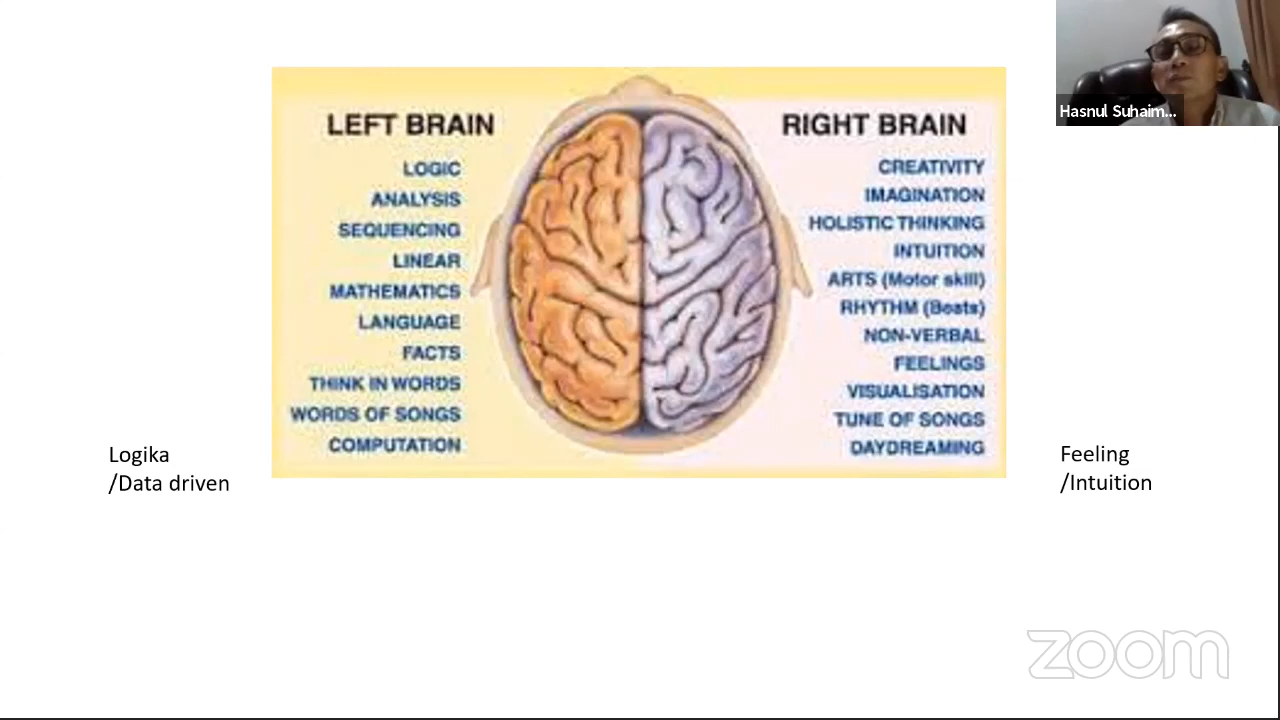 LEFT BRAIN
LOGIC
ANALYSIS
SEQUENCING
LINEAR
MATHEMATICS
LANGUAGE
FACTS
THINK IN WORDS
WORDS OF SONGS
COMPUTATION
RIGHT BRAIN
CREATIVITY
IMAGINATION
HOLISTIC THINKING
INTUITION
ARTS (Motor skill)
RHYTHM (Beats)
NON-VERBAL
FEELINGS
VISUALISATION
TUNE OF SONGS
DAYDREAMING
Hasnul Suhaim...
Logika
/Data driven
Feeling
/Intuition
zoom